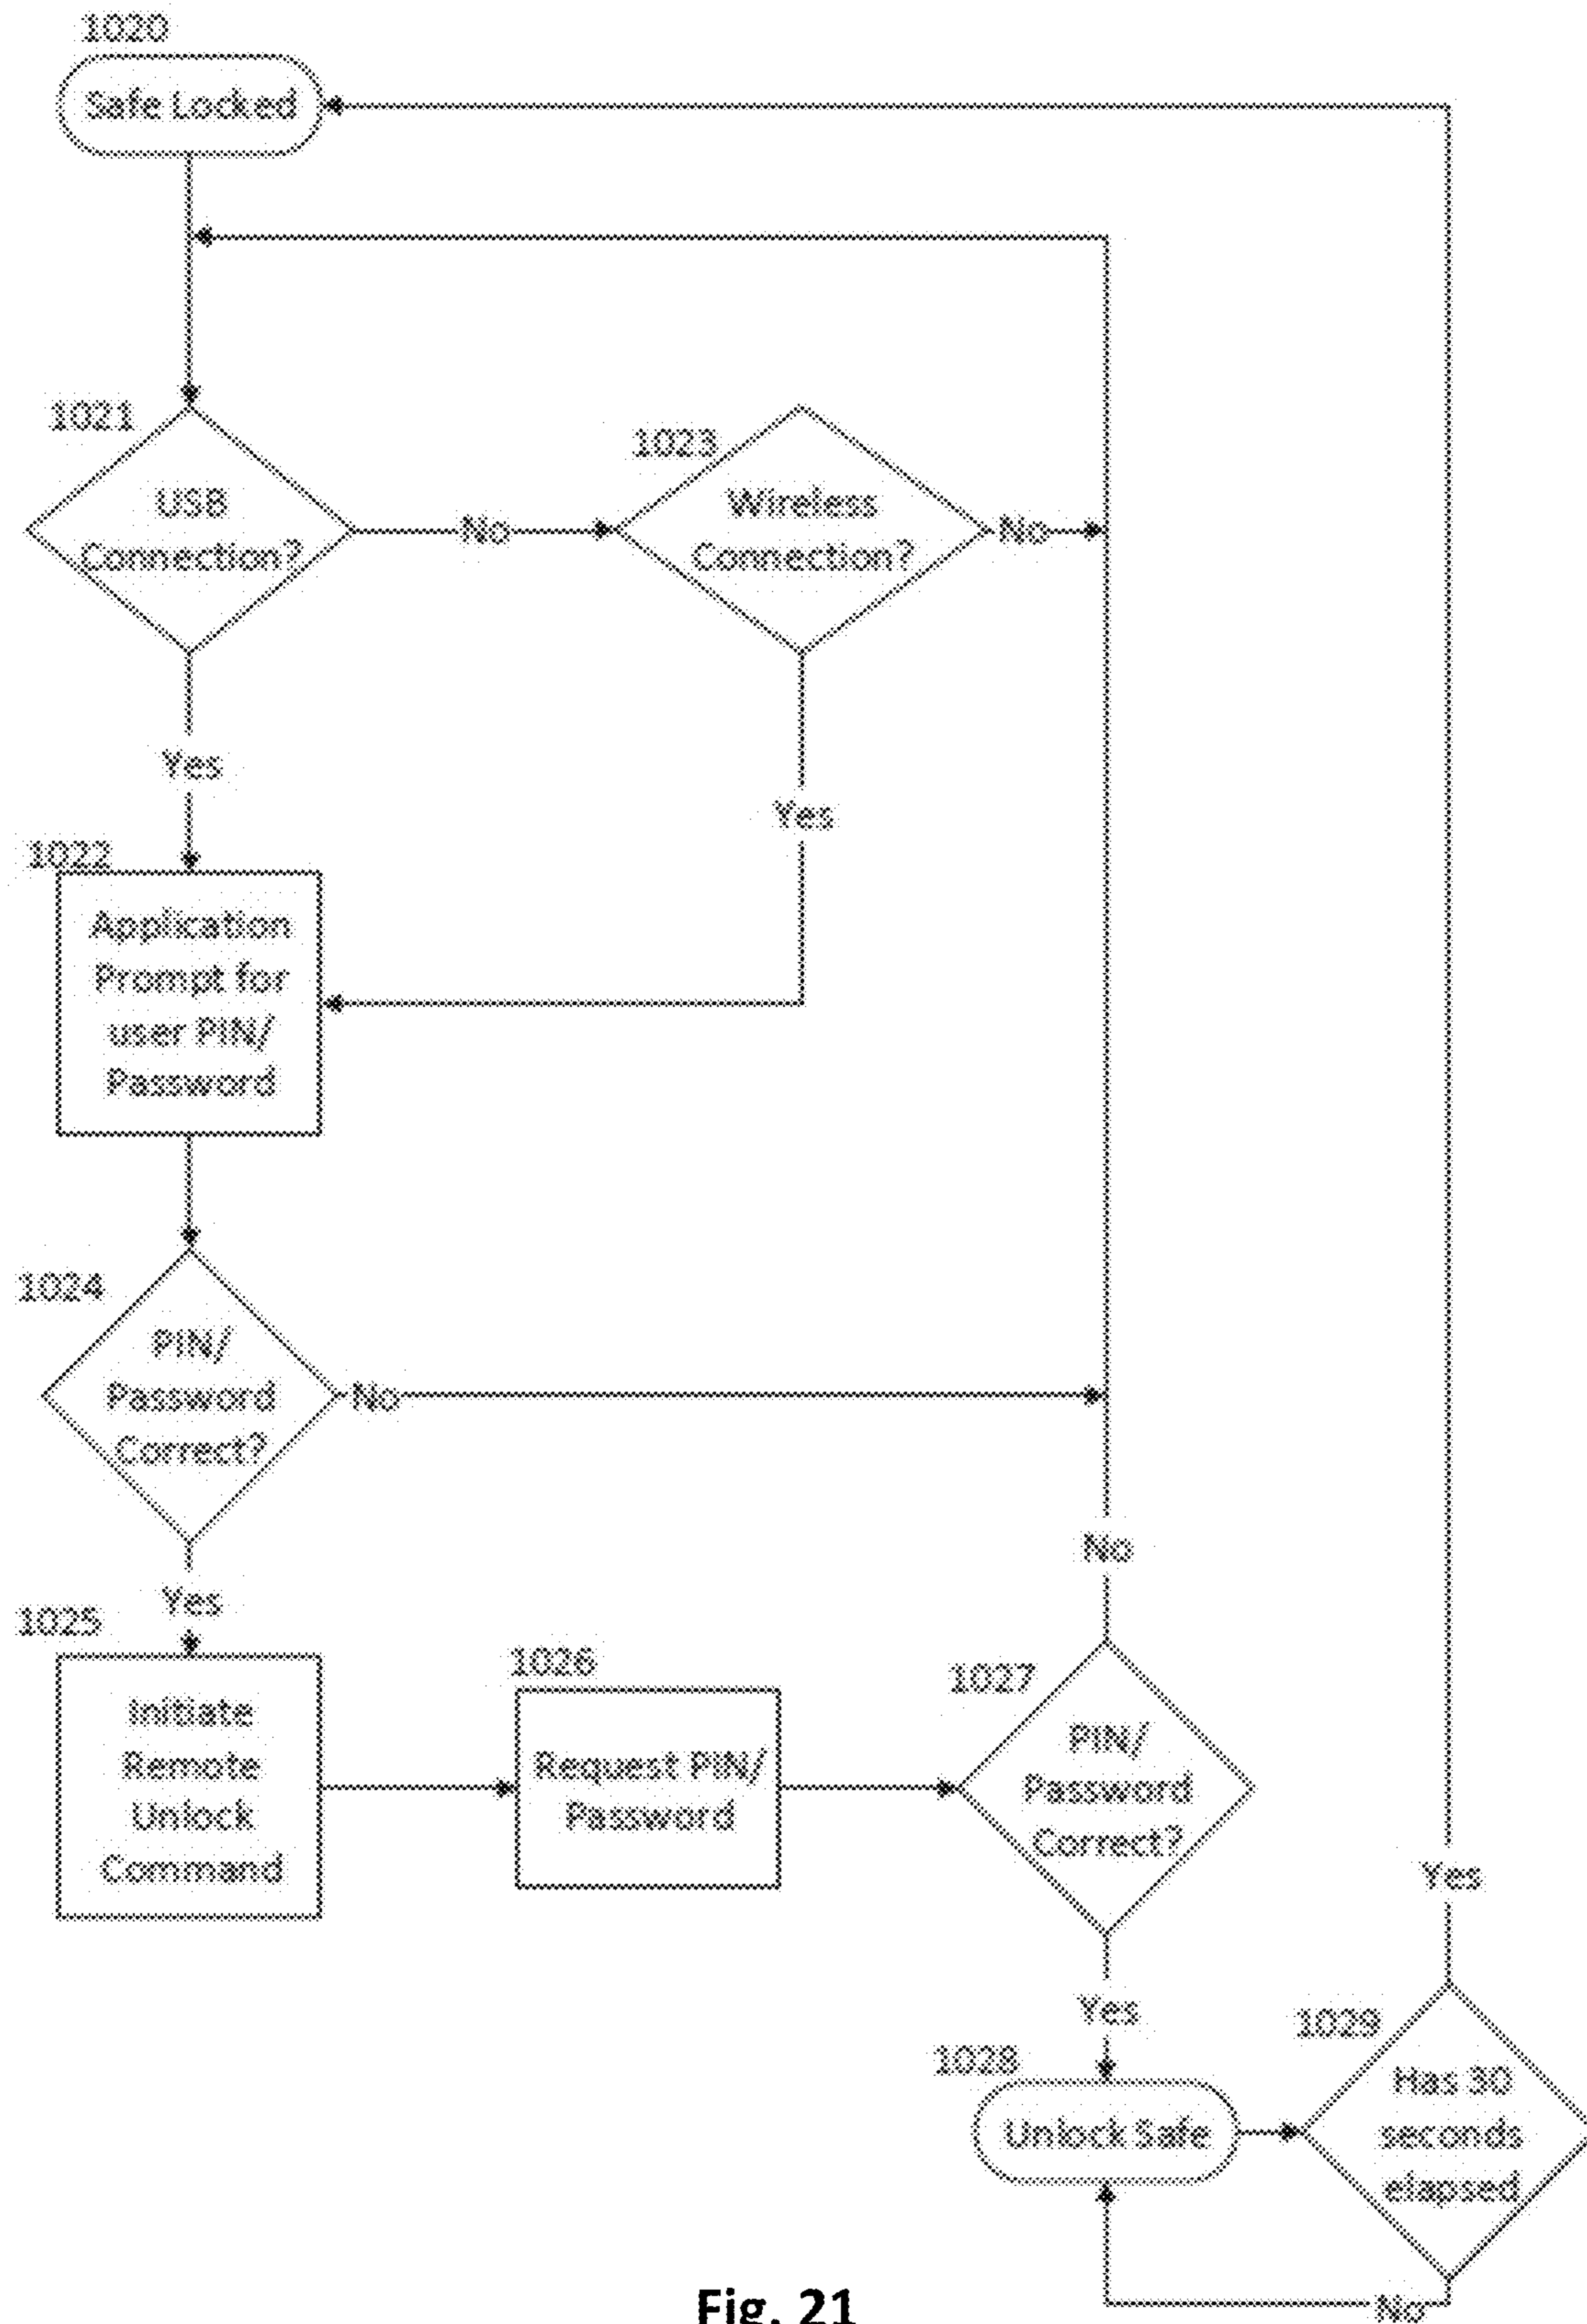 1020
Safe Locked
1021
USB
Connection?
No
1023
Wireless
Connection?
No
Yes
Yes
1022
Application
Prompt for
user PIN/
Password
1024
PIN/
Password
Correct?
No
No
Yes
1025
Initiate
Remote
Unlock
Command
1026
Request PIN/
Password
1027
PIN/
Password
Correct?
Yes
Yes
1028
Unlock Safe
1029
Has 30
seconds
elapsed
No
Fig. 21